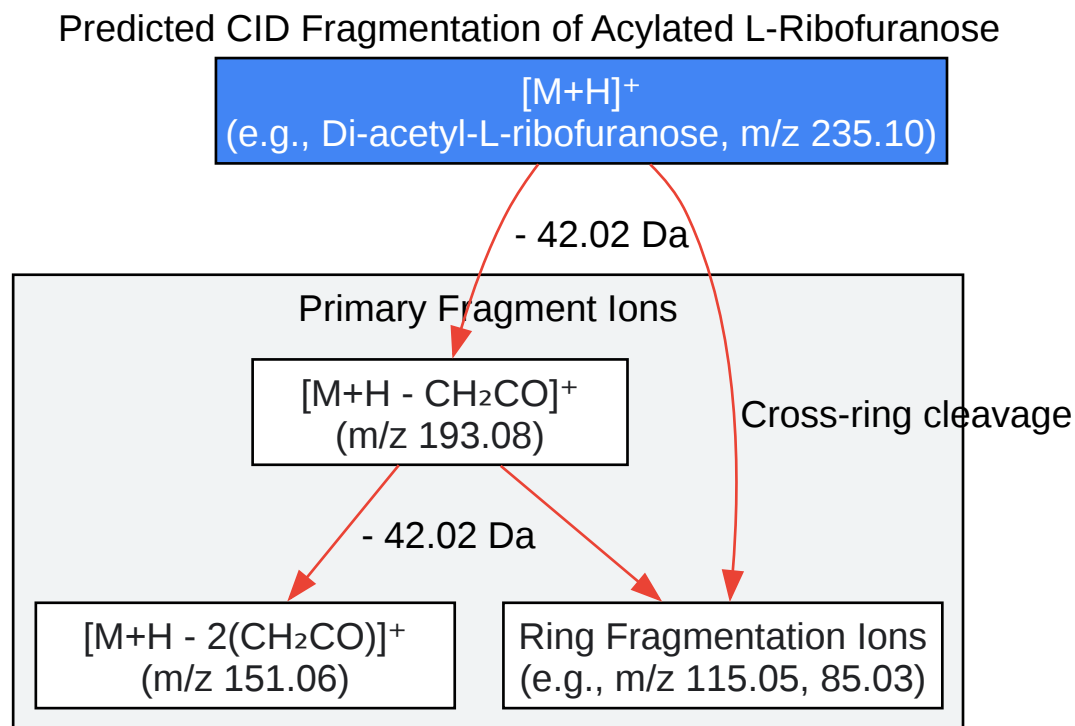 Predicted CID Fragmentation of Acylated L-Ribofuranose
[M+H]⁺
(e.g., Di-acetyl-L-ribofuranose, m/z 235.10)
- 42.02 Da
Primary Fragment Ions
[M+H - CH₂CO]⁺
(m/z 193.08)
Cross-ring cleavage
- 42.02 Da
[M+H - 2(CH₂CO)]⁺
(m/z 151.06)
Ring Fragmentation Ions
(e.g., m/z 115.05, 85.03)